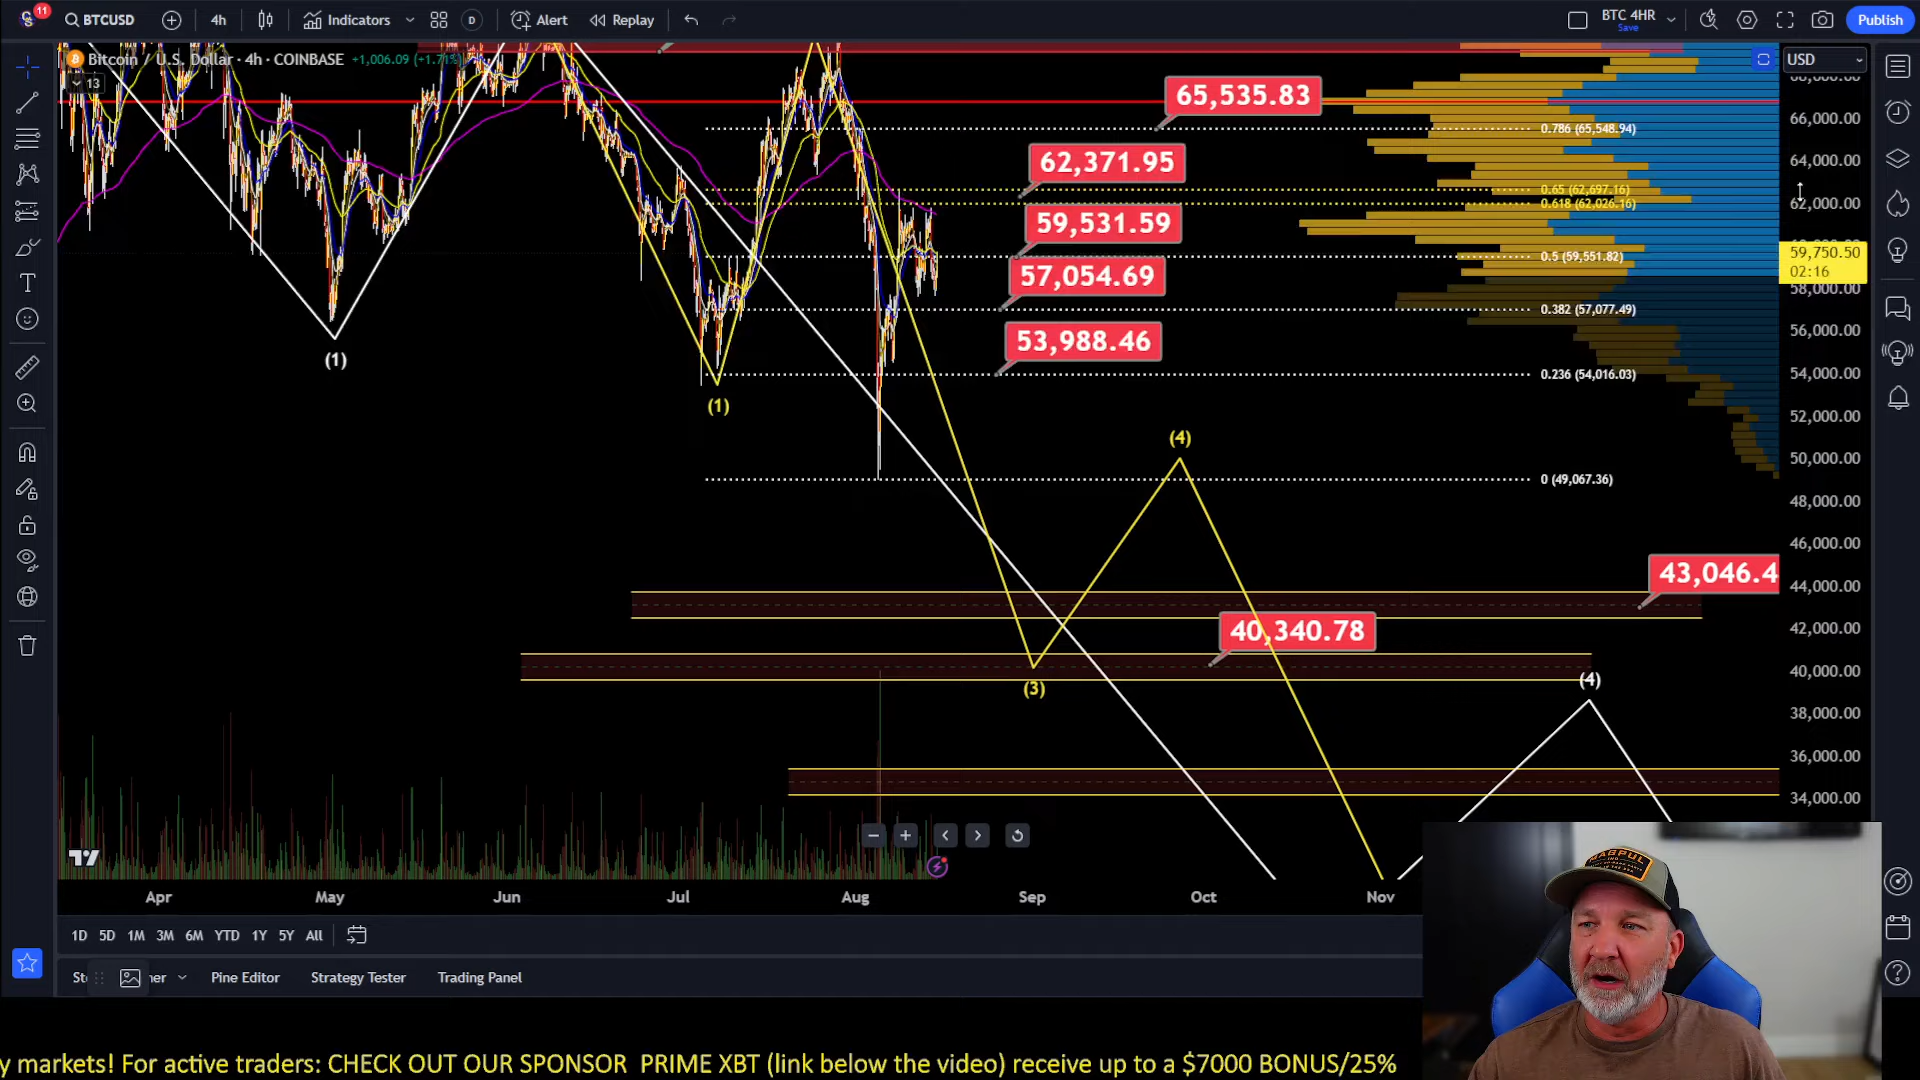 11
BTCUSD
4h
Indicators
D
Alert
Replay
BTC 4HR
Save
Publish
Bitcoin / U.S. Dollar · 4h · COINBASE +1,006.09 (+1.71%)
13
USD
65,535.83
62,371.95
59,531.59
57,054.69
53,988.46
43,046.4
40,340.78
0.786 (65,548.94)
0.65 (62,697.16)
0.618 (62,026.16)
0.5 (59,551.82)
0.382 (57,077.49)
0.236 (54,016.03)
0 (49,067.36)
66,000.00
64,000.00
62,000.00
59,750.50
02:16
58,000.00
56,000.00
54,000.00
52,000.00
50,000.00
48,000.00
46,000.00
44,000.00
42,000.00
40,000.00
38,000.00
36,000.00
34,000.00
(1)
(1)
(4)
(3)
(4)
Apr
May
Jun
Jul
Aug
Sep
Oct
Nov
1D 5D 1M 3M 6M YTD 1Y 5Y All
ner
Pine Editor
Strategy Tester
Trading Panel
MAGPUL
y markets! For active traders: CHECK OUT OUR SPONSOR PRIME XBT (link below the video) receive up to a $7000 BONUS/25%